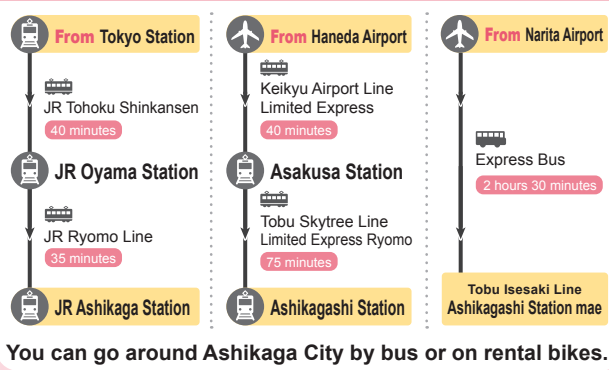 From Tokyo Station
JR Tohoku Shinkansen
40 minutes
JR Oyama Station
JR Ryomo Line
35 minutes
JR Ashikaga Station
From Haneda Airport
Keikyu Airport Line
Limited Express
40 minutes
Asakusa Station
Tobu Skytree Line
Limited Express Ryomo
75 minutes
Ashikagashi Station
From Narita Airport
Express Bus
2 hours 30 minutes
Tobu Isesaki Line
Ashikagashi Station mae
You can go around Ashikaga City by bus or on rental bikes.